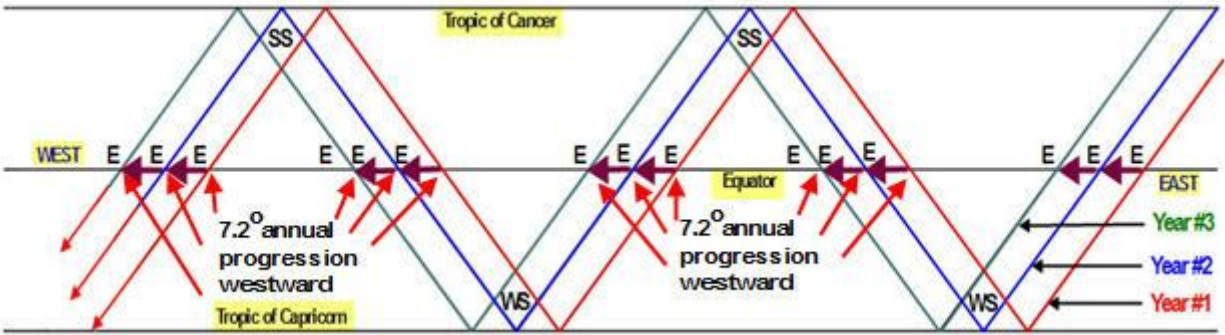 Tropic of Cancer
SS SS
WEST E E E E E E E E E E E E E E E
Equator EAST
7.2°annual
progression
westward
7.2°annual
progression
westward
Year #3
Year #2
Year #1
WS WS
Tropic of Capricorn